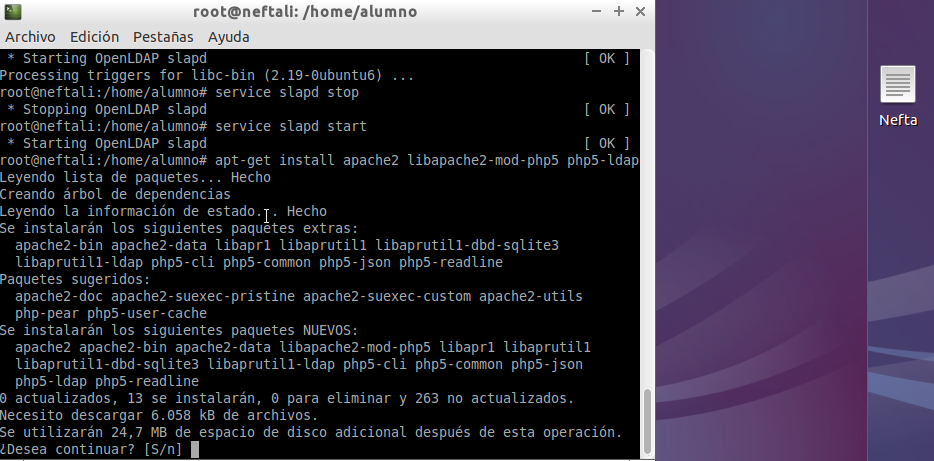 root@neftali: /home/alumno
Archivo Edición Pestañas Ayuda
* Starting OpenLDAP slapd [ OK ]
Processing triggers for libc-bin (2.19-0ubuntu6) ...
root@neftali:/home/alumno# service slapd stop
* Stopping OpenLDAP slapd [ OK ]
root@neftali:/home/alumno# service slapd start
* Starting OpenLDAP slapd [ OK ]
root@neftali:/home/alumno# apt-get install apache2 libapache2-mod-php5 php5-ldap
Leyendo lista de paquetes... Hecho
Creando árbol de dependencias
Leyendo la información de estado... Hecho
Se instalarán los siguientes paquetes extras:
apache2-bin apache2-data libapr1 libaprutil1 libaprutil1-dbd-sqlite3
libaprutil1-ldap php5-cli php5-common php5-json php5-readline
Paquetes sugeridos:
apache2-doc apache2-suexec-pristine apache2-suexec-custom apache2-utils
php-pear php5-user-cache
Se instalarán los siguientes paquetes NUEVOS:
apache2 apache2-bin apache2-data libapache2-mod-php5 libapr1 libaprutil1
libaprutil1-dbd-sqlite3 libaprutil1-ldap php5-cli php5-common php5-json
php5-ldap php5-readline
0 actualizados, 13 se instalarán, 0 para eliminar y 263 no actualizados.
Necesito descargar 6.058 kB de archivos.
Se utilizarán 24,7 MB de espacio de disco adicional después de esta operación.
¿Desea continuar? [S/n]
Nefta